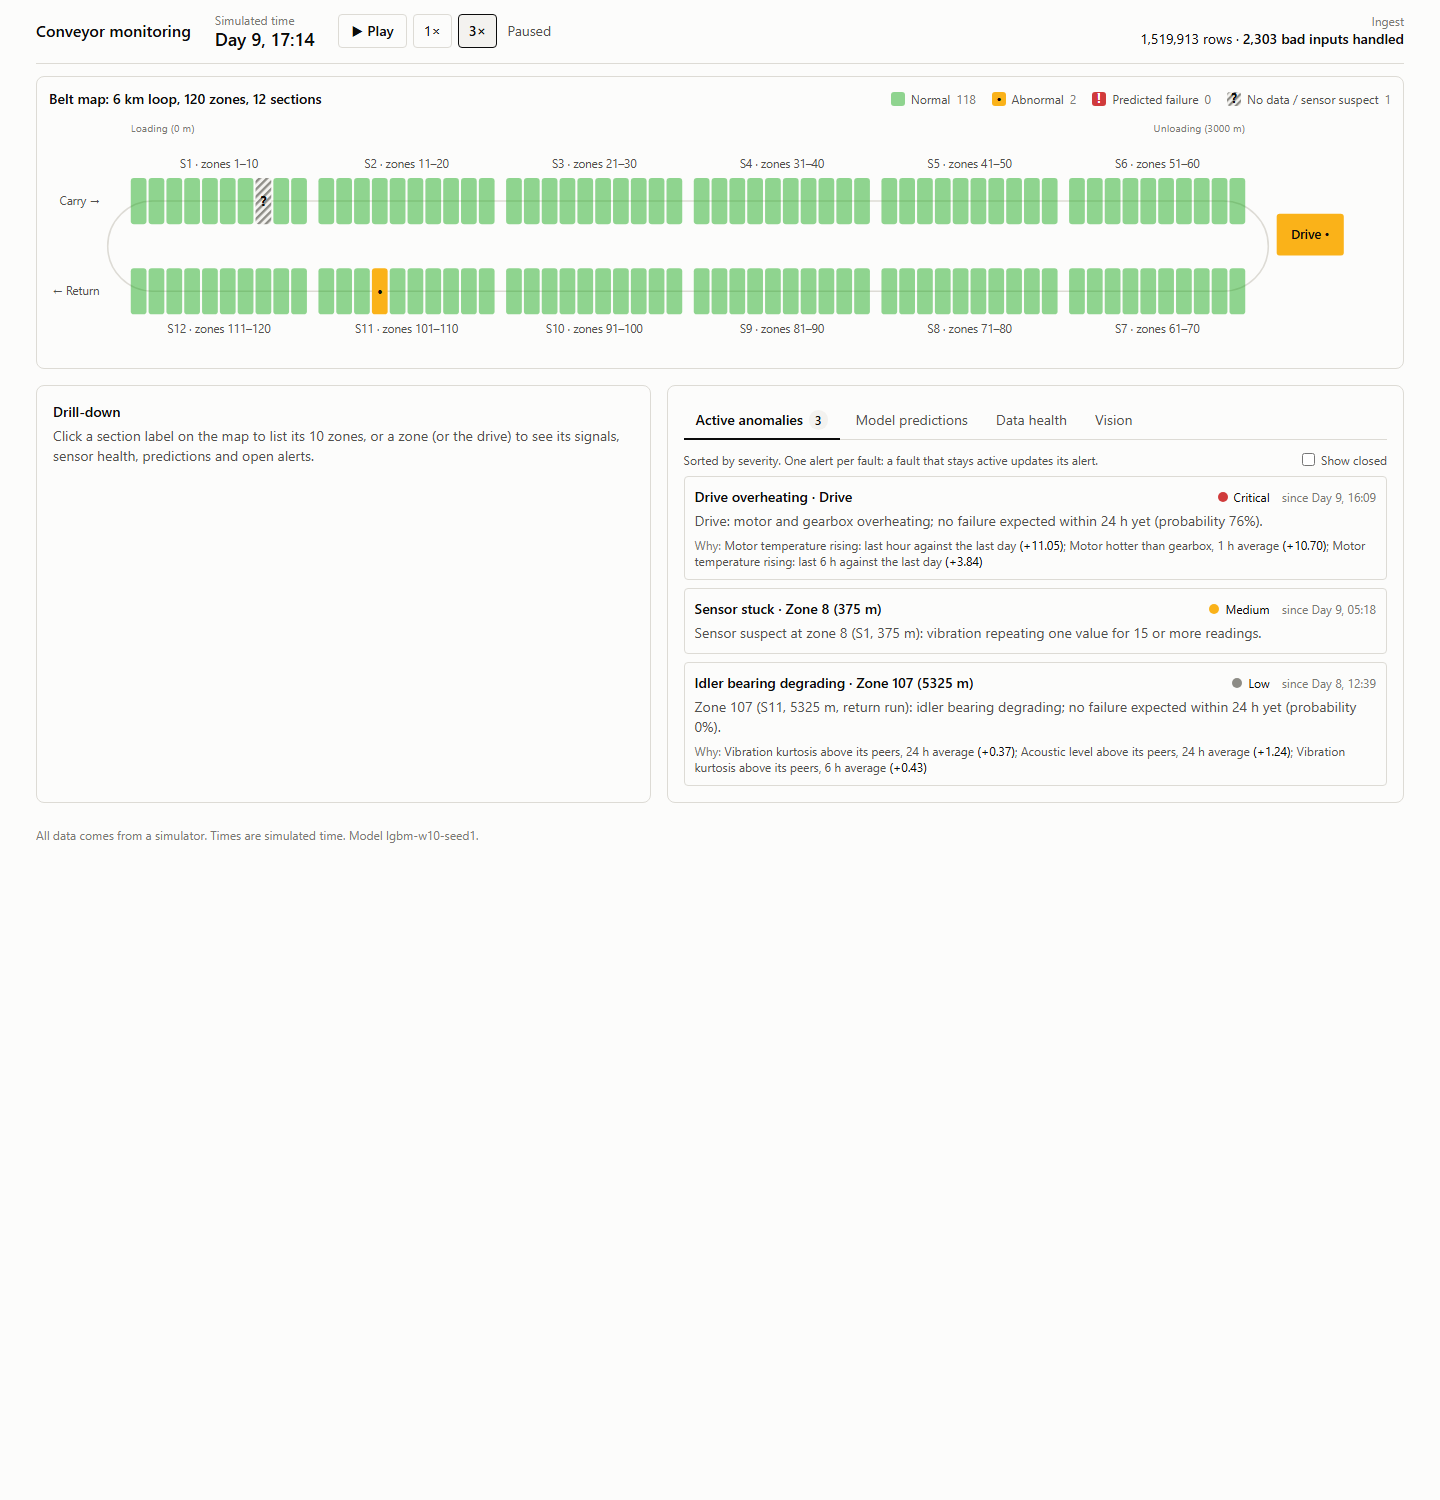 Conveyor monitoring
Simulated time
Day 9, 17:14
▶ Play
1×
3×
Paused
Ingest
1,519,913 rows · 2,303 bad inputs handled
Belt map: 6 km loop, 120 zones, 12 sections
Normal 118
• Abnormal 2
! Predicted failure 0
? No data / sensor suspect 1
Loading (0 m)
Unloading (3000 m)
S1 · zones 1–10
S2 · zones 11–20
S3 · zones 21–30
S4 · zones 31–40
S5 · zones 41–50
S6 · zones 51–60
Carry →
?
Drive •
← Return
•
S12 · zones 111–120
S11 · zones 101–110
S10 · zones 91–100
S9 · zones 81–90
S8 · zones 71–80
S7 · zones 61–70
Drill-down
Click a section label on the map to list its 10 zones, or a zone (or the drive) to see its signals,
sensor health, predictions and open alerts.
Active anomalies 3
Model predictions
Data health
Vision
Sorted by severity. One alert per fault: a fault that stays active updates its alert.
Show closed
Drive overheating · Drive
Critical since Day 9, 16:09
Drive: motor and gearbox overheating; no failure expected within 24 h yet (probability 76%).
Why: Motor temperature rising: last hour against the last day (+11.05); Motor hotter than gearbox, 1 h average (+10.70); Motor
temperature rising: last 6 h against the last day (+3.84)
Sensor stuck · Zone 8 (375 m)
Medium since Day 9, 05:18
Sensor suspect at zone 8 (S1, 375 m): vibration repeating one value for 15 or more readings.
Idler bearing degrading · Zone 107 (5325 m)
Low since Day 8, 12:39
Zone 107 (S11, 5325 m, return run): idler bearing degrading; no failure expected within 24 h yet (probability
0%).
Why: Vibration kurtosis above its peers, 24 h average (+0.37); Acoustic level above its peers, 24 h average (+1.24); Vibration
kurtosis above its peers, 6 h average (+0.43)
All data comes from a simulator. Times are simulated time. Model lgbm-w10-seed1.